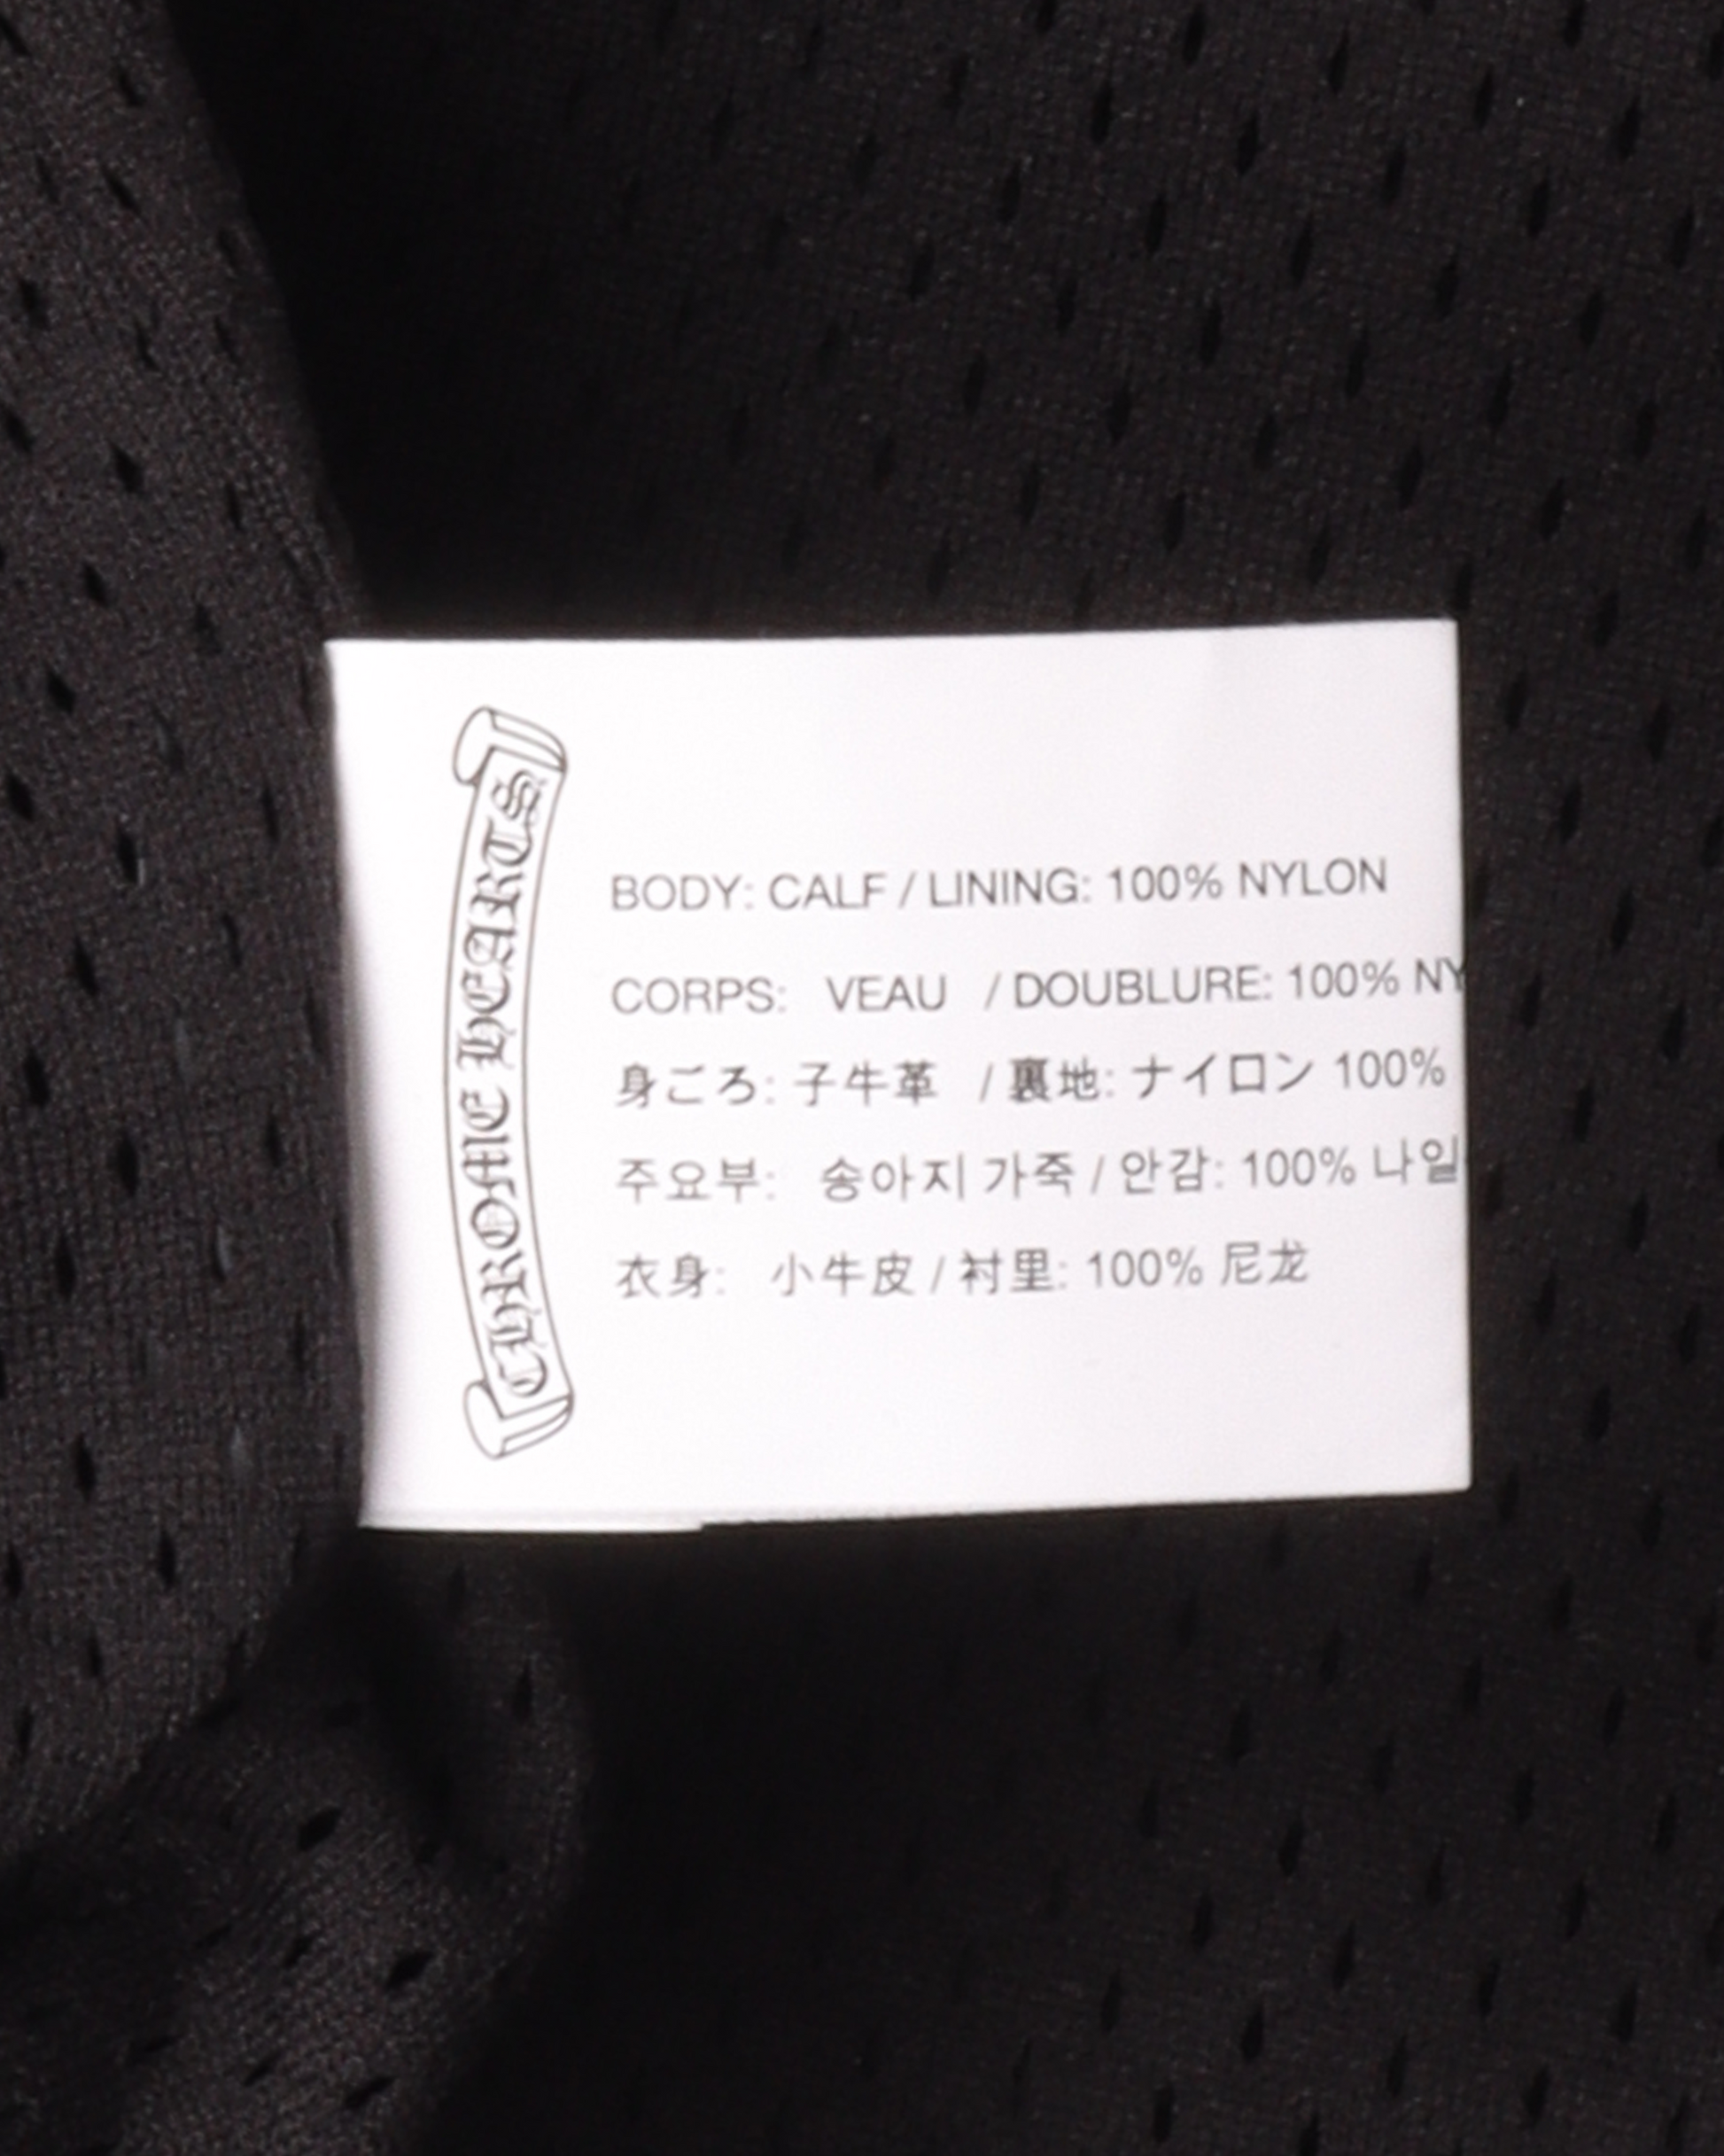 CHROME HEARTS
BODY: CALF / LINING: 100% NYLON
CORPS: VEAU / DOUBLURE: 100% NY
身ごろ: 子牛革 / 裏地: ナイロン 100%
주요부: 송아지 가죽 / 안감: 100% 나일
衣身: 小牛皮 / 衬里: 100% 尼龙